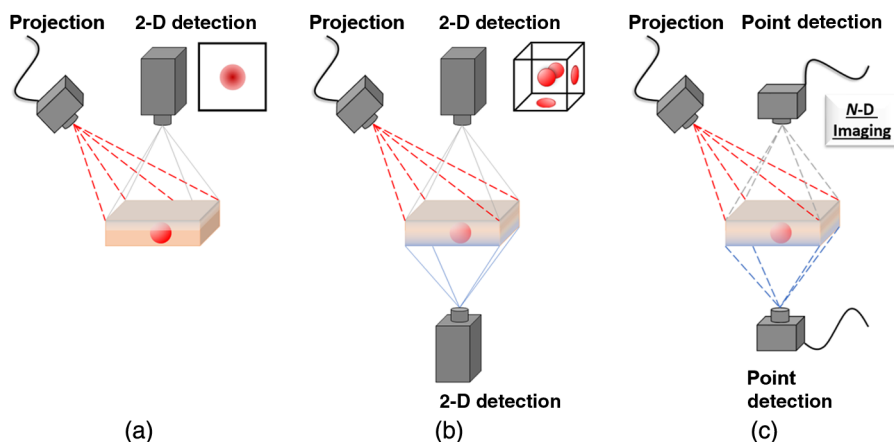 Projection
2-D detection
(a)
Projection
2-D detection
2-D detection
(b)
Projection
Point detection
N-D
Imaging
Point
detection
(c)